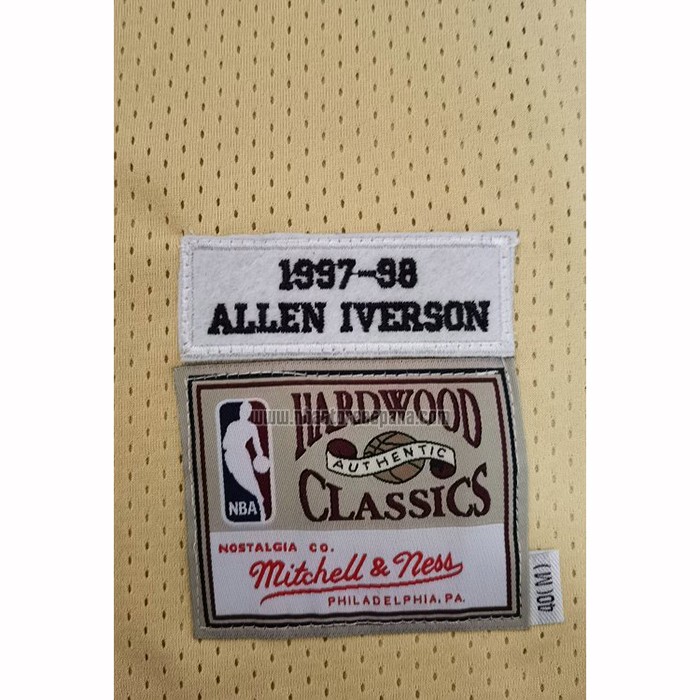 1997-98
ALLEN IVERSON
HARDWOOD
AUTHENTIC
CLASSICS
NBA
NOSTALGIA CO.
Mitchell & Ness
PHILADELPHIA, PA.
40(M)